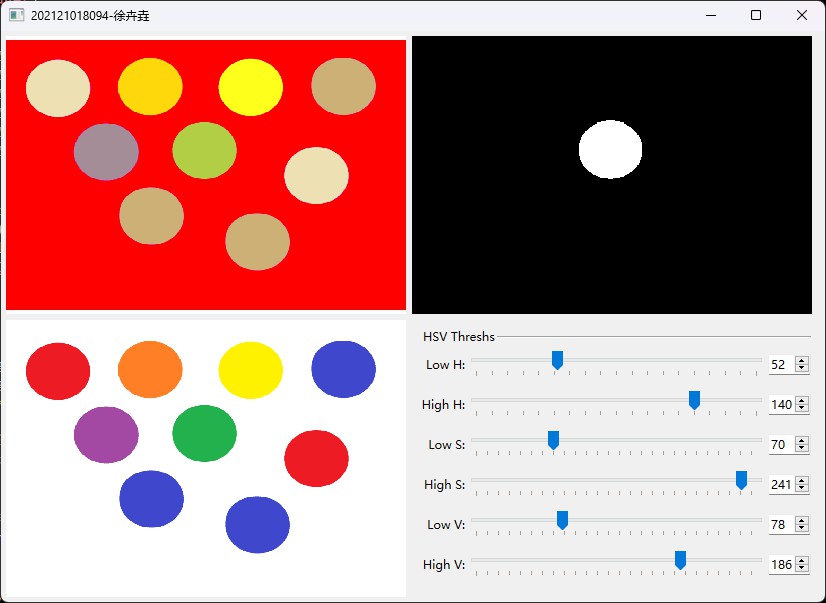 202121018094-徐卉垚
HSV Threshs
Low H: 52
High H: 140
Low S: 70
High S: 241
Low V: 78
High V: 186